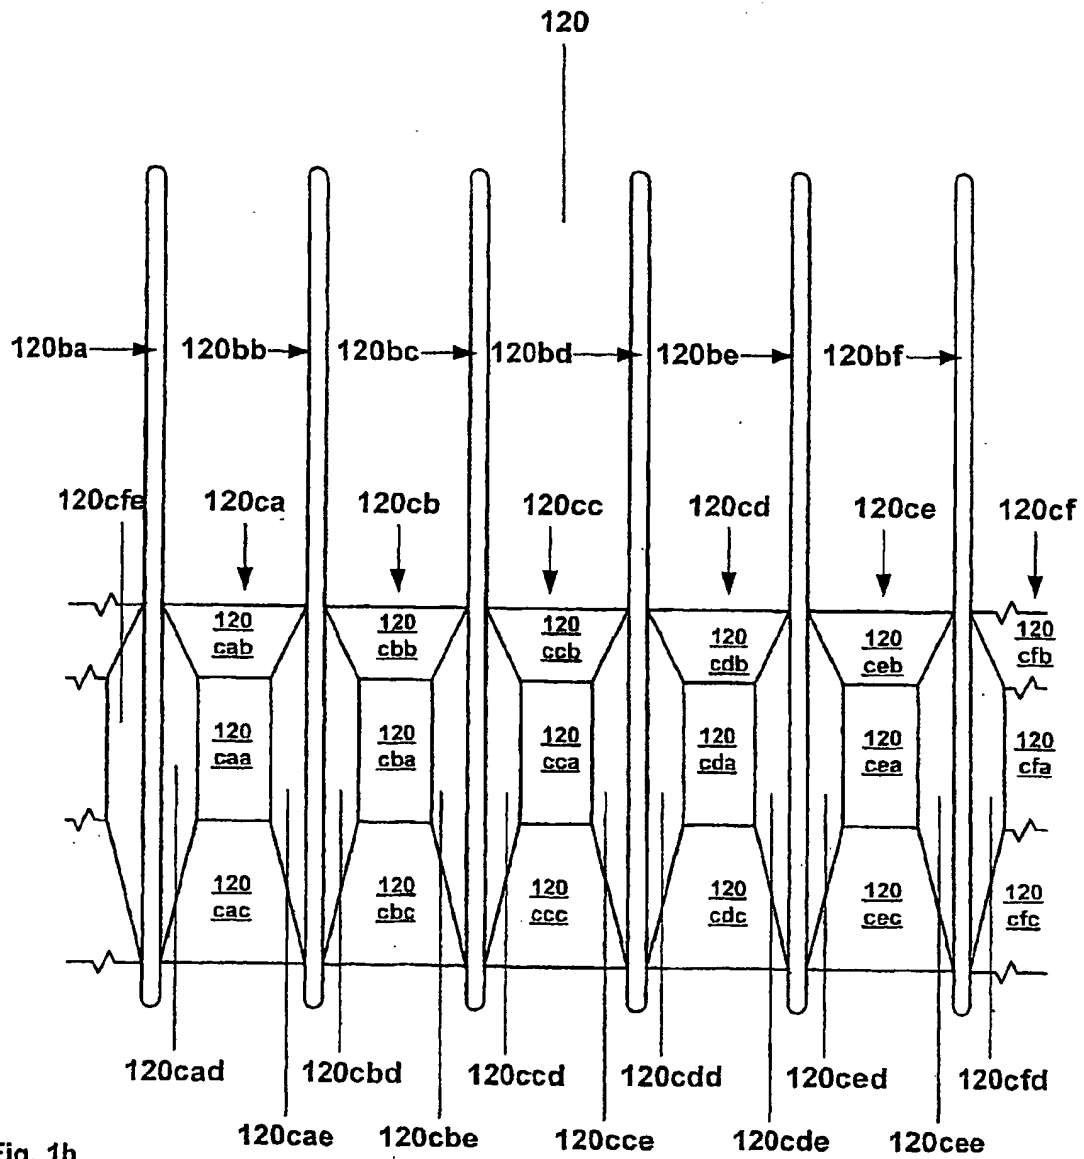 120
120ba 120bb 120bc 120bd 120be 120bf
120cfe 120ca 120cb 120cc 120cd 120ce 120cf
120 120 120 120 120 120
cab cbb ccb cdb ceb cfb
120 120 120 120 120 120
caa cba cca cda cea cfa
120 120 120 120 120 120
cac cbc ccc cdc cec cfc
120cad 120cbd 120ccd 120cdd 120ced 120cfd
120cae 120cbe 120cce 120cde 120cee
Fig. 1b